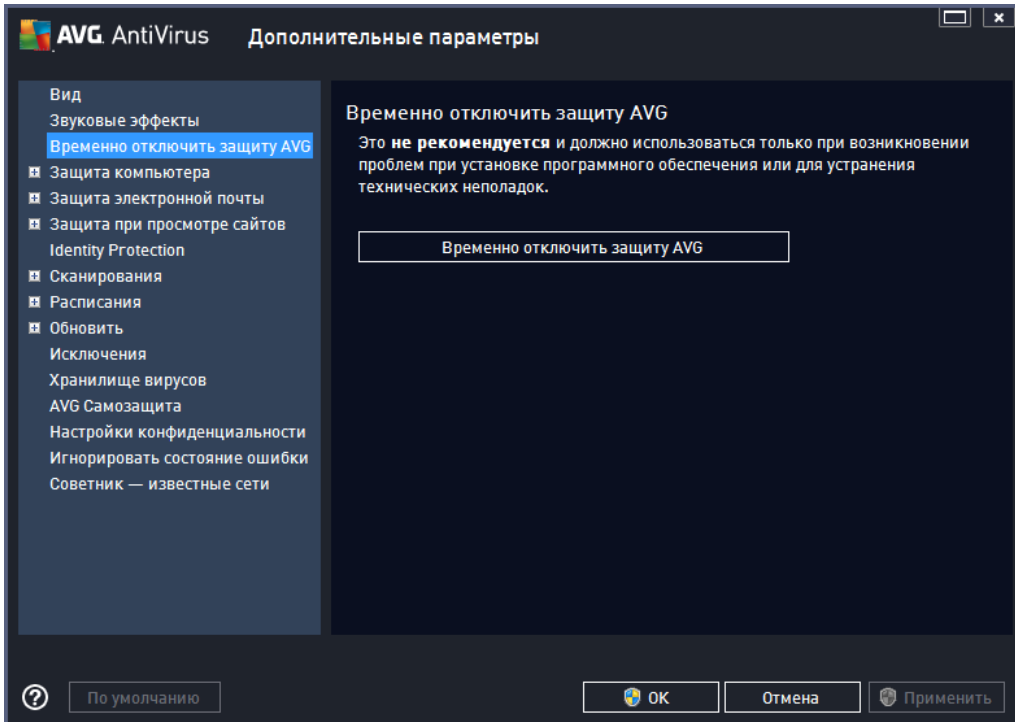 AVG. AntiVirus Дополнительные параметры
Вид
Звуковые эффекты
Временно отключить защиту AVG
Защита компьютера
Защита электронной почты
Защита при просмотре сайтов
Identity Protection
Сканирования
Расписания
Обновить
Исключения
Хранилище вирусов
AVG Самозащита
Настройки конфиденциальности
Игнорировать состояние ошибки
Советник — известные сети
Временно отключить защиту AVG
Это не рекомендуется и должно использоваться только при возникновении
проблем при установке программного обеспечения или для устранения
технических неполадок.
Временно отключить защиту AVG
По умолчанию
ОК
Отмена
Применить